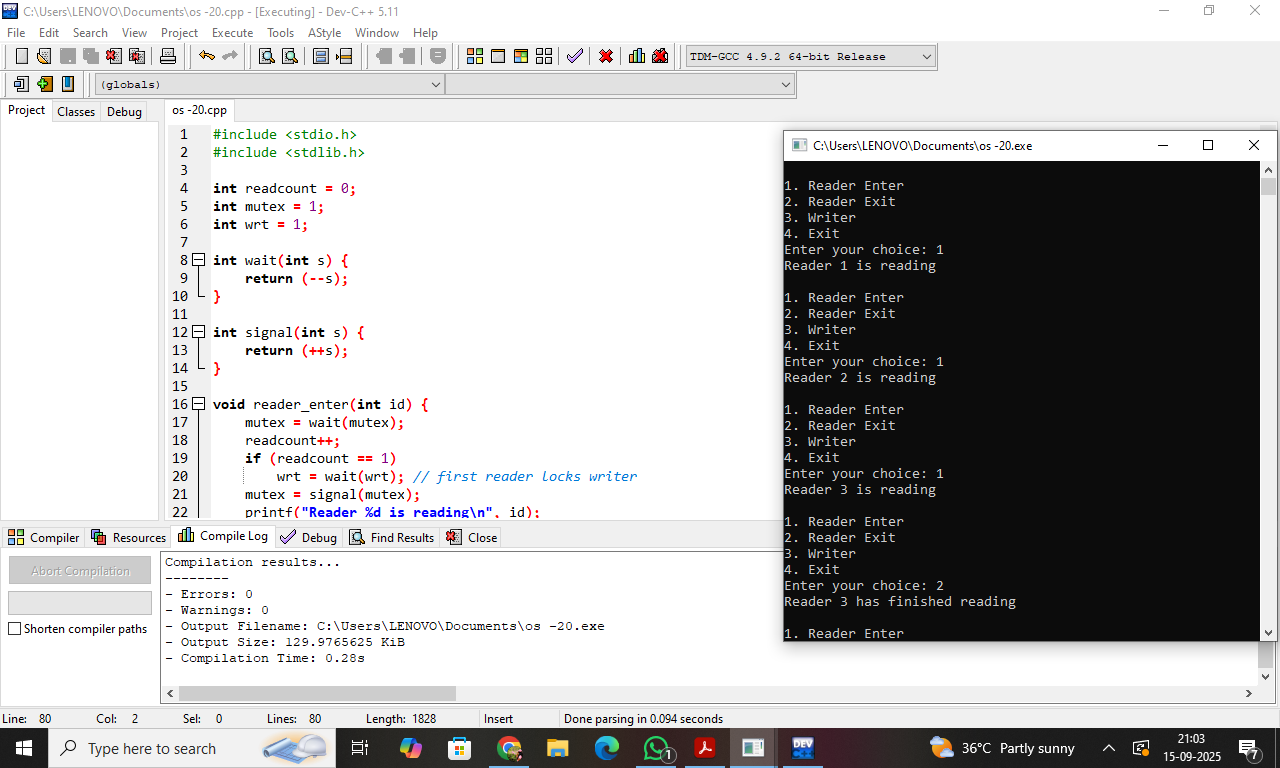 C:\Users\LENOVO\Documents\os -20.cpp - [Executing] - Dev-C++ 5.11
File Edit Search View Project Execute Tools AStyle Window Help
TDM-GCC 4.9.2 64-bit Release
(globals)
Project Classes Debug
os -20.cpp
1 #include <stdio.h>
2 #include <stdlib.h>
3
4 int readcount = 0;
5 int mutex = 1;
6 int wrt = 1;
7
8 int wait(int s) {
9     return (--s);
10 }
11
12 int signal(int s) {
13     return (++s);
14 }
15
16 void reader_enter(int id) {
17     mutex = wait(mutex);
18     readcount++;
19     if (readcount == 1)
20         wrt = wait(wrt); // first reader locks writer
21     mutex = signal(mutex);
22     printf("Reader %d is reading\n", id);
C:\Users\LENOVO\Documents\os -20.exe
1. Reader Enter
2. Reader Exit
3. Writer
4. Exit
Enter your choice: 1
Reader 1 is reading
1. Reader Enter
2. Reader Exit
3. Writer
4. Exit
Enter your choice: 1
Reader 2 is reading
1. Reader Enter
2. Reader Exit
3. Writer
4. Exit
Enter your choice: 1
Reader 3 is reading
1. Reader Enter
2. Reader Exit
3. Writer
4. Exit
Enter your choice: 2
Reader 3 has finished reading
1. Reader Enter
Compiler Resources Compile Log Debug Find Results Close
Abort Compilation
Shorten compiler paths
Compilation results...
--------
- Errors: 0
- Warnings: 0
- Output Filename: C:\Users\LENOVO\Documents\os -20.exe
- Output Size: 129.9765625 KiB
- Compilation Time: 0.28s
Line: 80 Col: 2 Sel: 0 Lines: 80 Length: 1828 Insert Done parsing in 0.094 seconds
Type here to search
1
DEV
36°C Partly sunny
21:03
15-09-2025
7